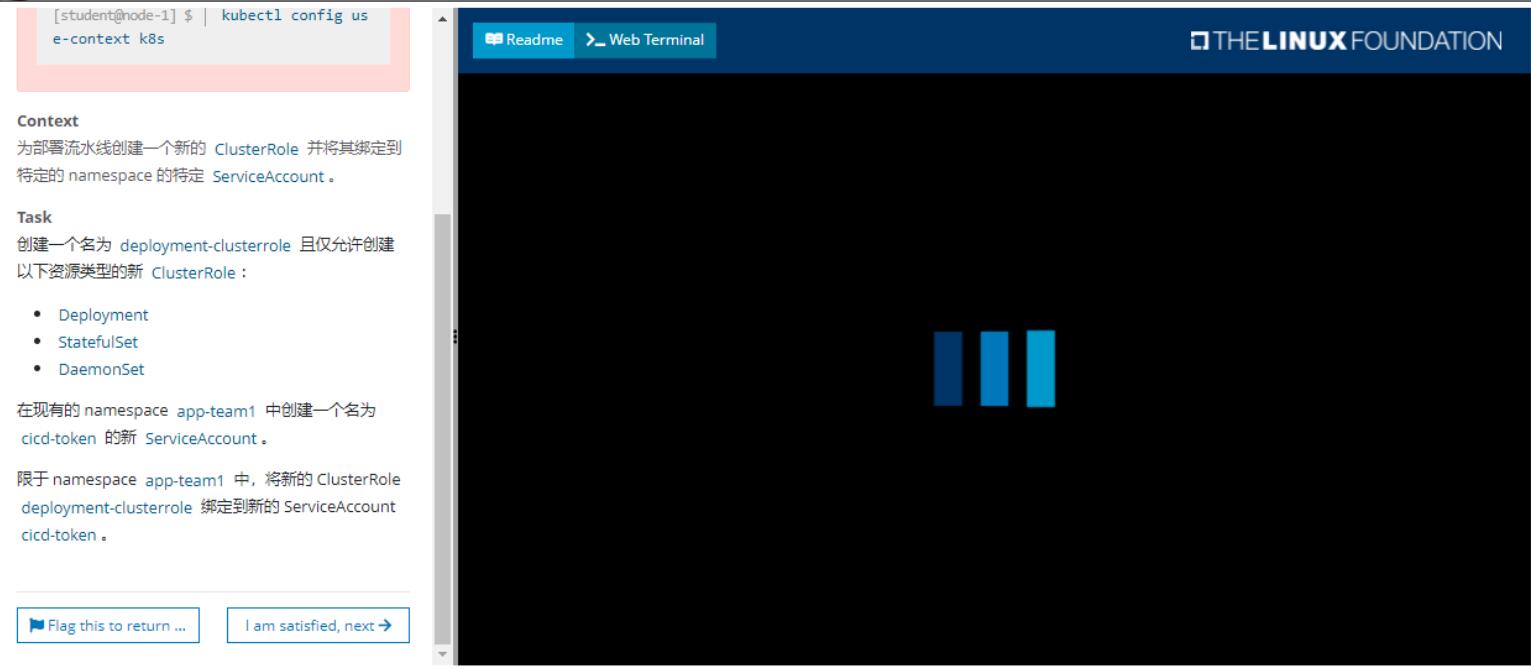 [student@node-1] $ | kubectl config us
e-context k8s
Readme
Web Terminal
THE LINUX FOUNDATION
Context
为部署流水线创建一个新的 ClusterRole 并将其绑定到
特定的 namespace 的特定 ServiceAccount 。
Task
创建一个名为 deployment-clusterrole 且仅允许创建
以下资源类型的新 ClusterRole：
• Deployment
• StatefulSet
• DaemonSet
在现有的 namespace app-team1 中创建一个名为
cicd-token 的新 ServiceAccount 。
限于 namespace app-team1 中，将新的 ClusterRole
deployment-clusterrole 绑定到新的 ServiceAccount
cicd-token 。
Flag this to return ...
I am satisfied, next →